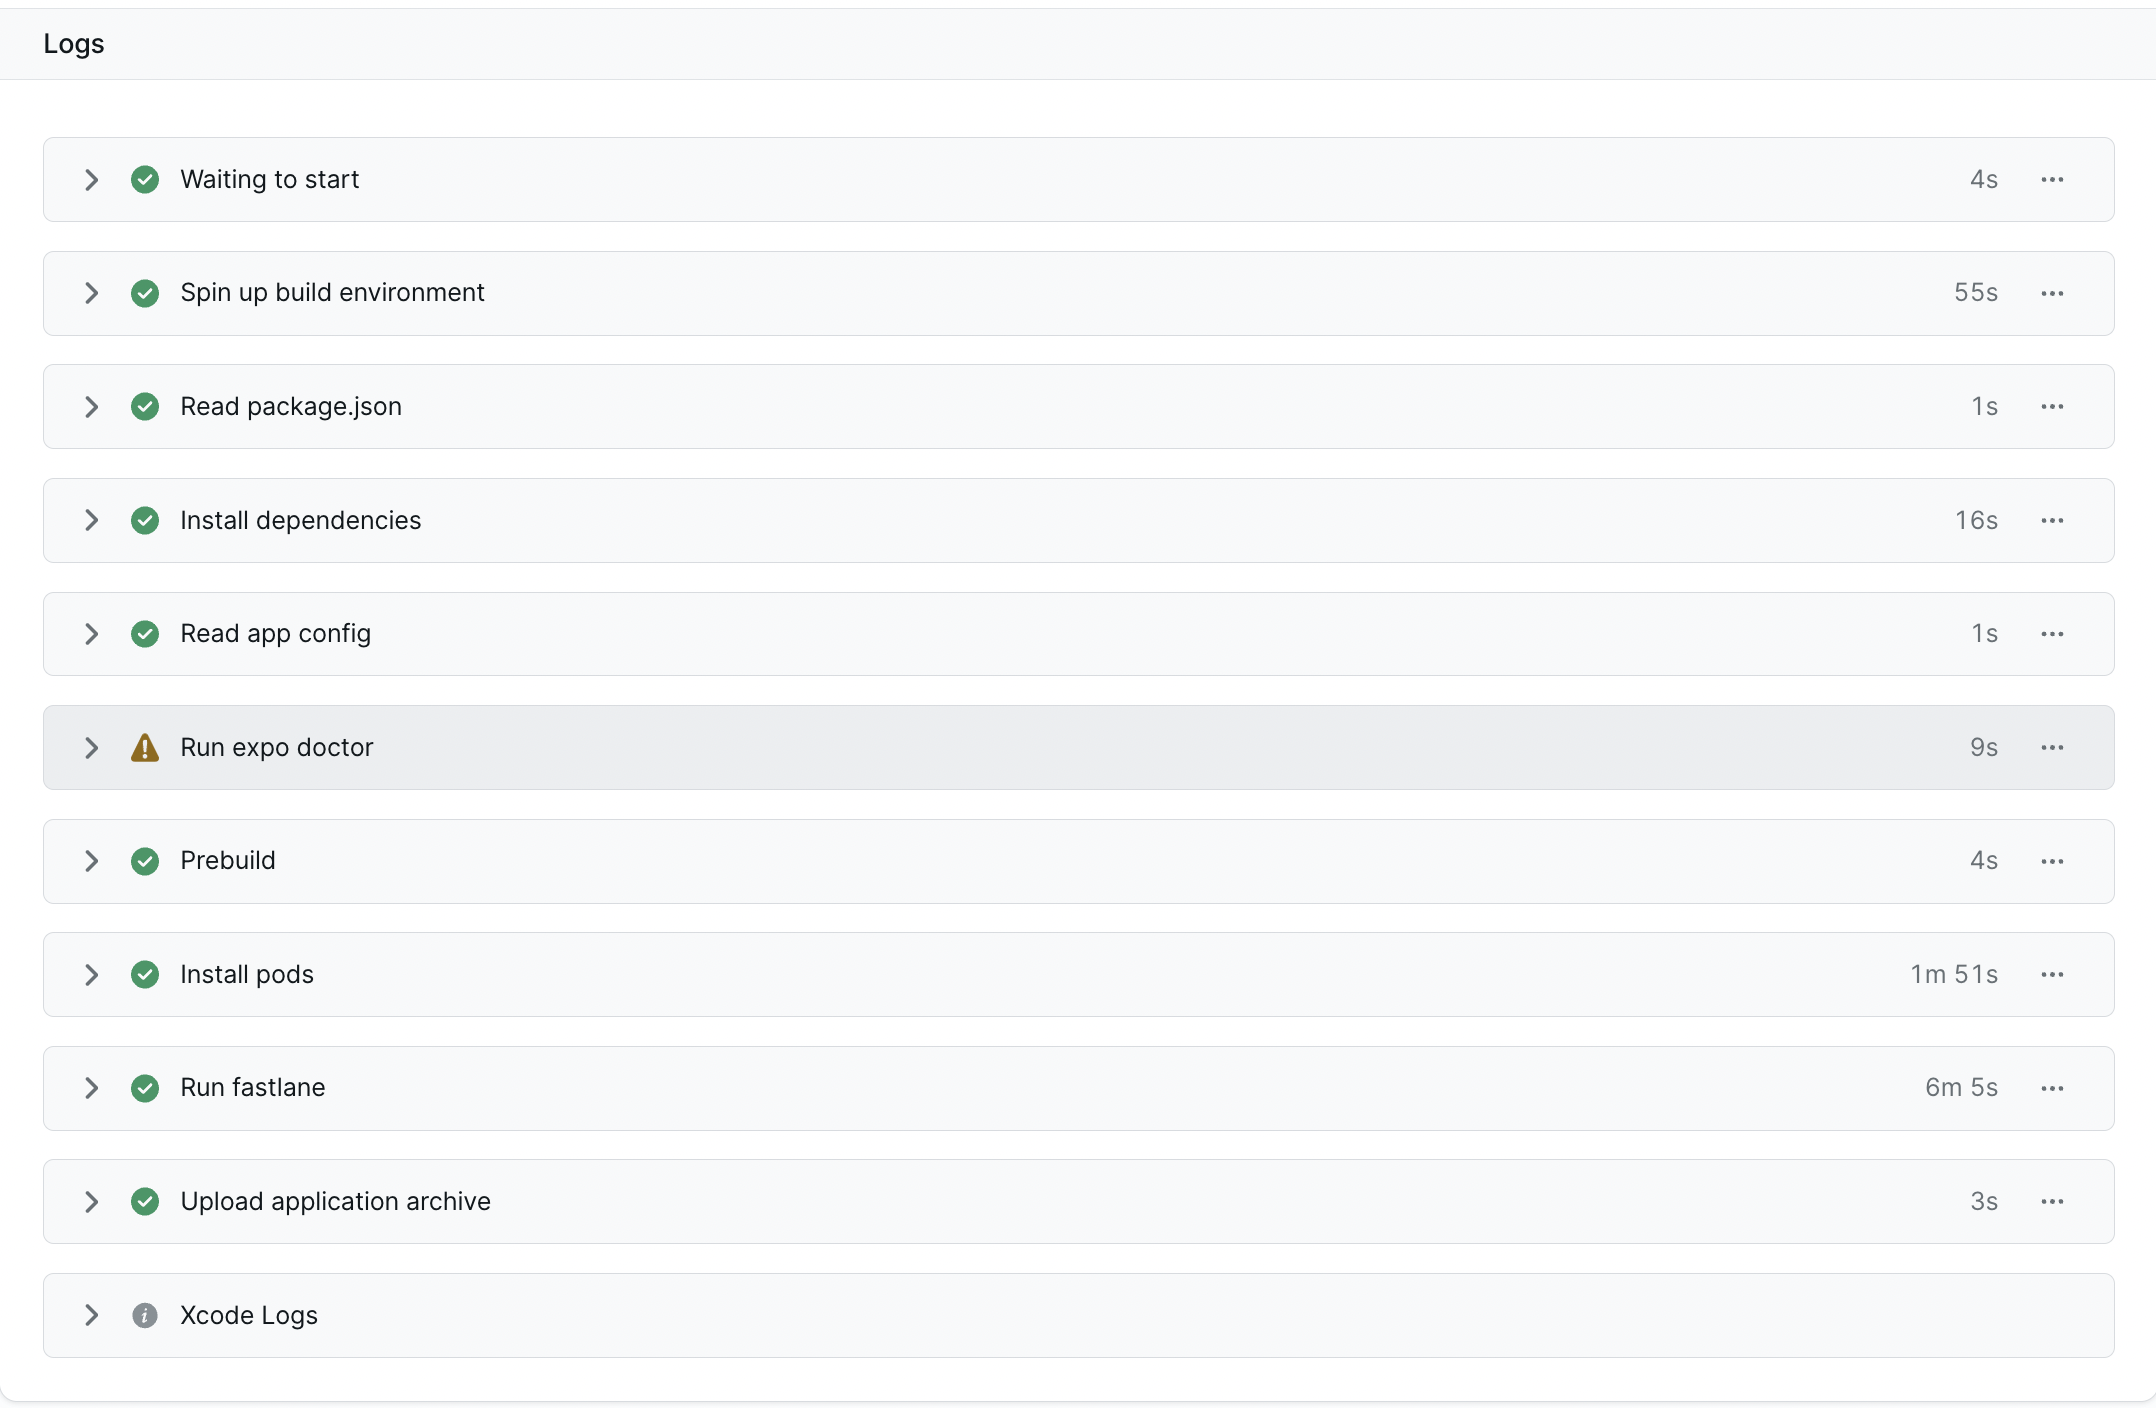 Logs
Waiting to start 4s
Spin up build environment 55s
Read package.json 1s
Install dependencies 16s
Read app config 1s
Run expo doctor 9s
Prebuild 4s
Install pods 1m 51s
Run fastlane 6m 5s
Upload application archive 3s
Xcode Logs